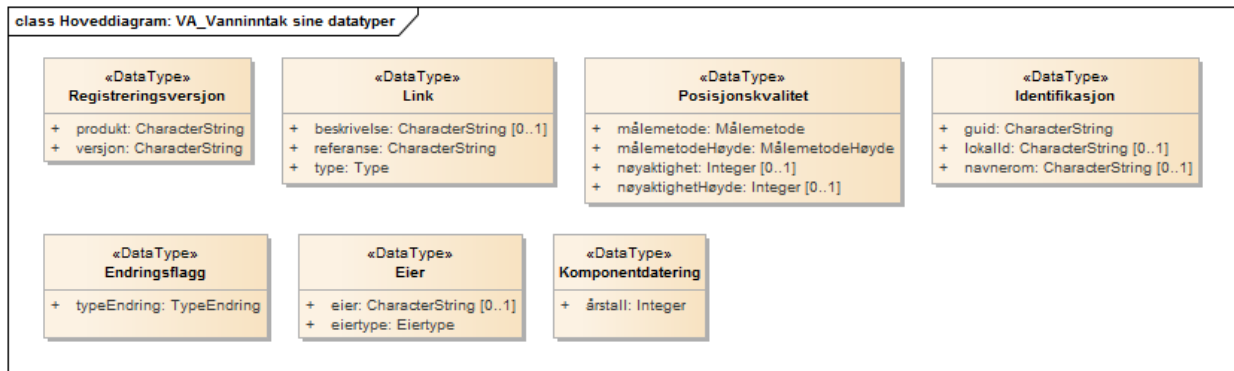 class Hoveddiagram: VA_Vanninntak sine datatyper
«DataType»
Registreringsversjon
+ produkt: CharacterString
+ versjon: CharacterString
«DataType»
Link
+ beskrivelse: CharacterString [0..1]
+ referanse: CharacterString
+ type: Type
«DataType»
Posisjonskvalitet
+ målemetode: Målemetode
+ målemetodeHøyde: MålemetodeHøyde
+ nøyaktighet: Integer [0..1]
+ nøyaktighetHøyde: Integer [0..1]
«DataType»
Identifikasjon
+ guid: CharacterString
+ lokalId: CharacterString [0..1]
+ navnerom: CharacterString [0..1]
«DataType»
Endringsflagg
+ typeEndring: TypeEndring
«DataType»
Eier
+ eier: CharacterString [0..1]
+ eiertype: Eiertype
«DataType»
Komponentdatering
+ årstall: Integer